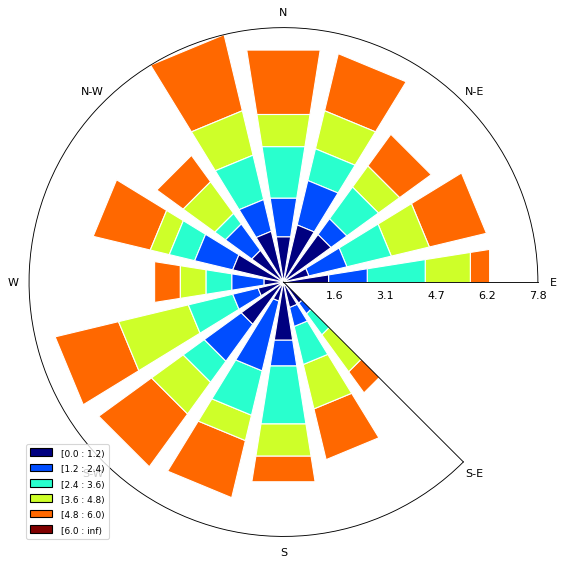 N
N-W
N-E
W
E
1.6 3.1 4.7 6.2 7.8
[0.0 : 1.2)
[1.2 : 2.4)
[2.4 : 3.6)
[3.6 : 4.8)
[4.8 : 6.0)
[6.0 : inf)
S-W
S-E
S